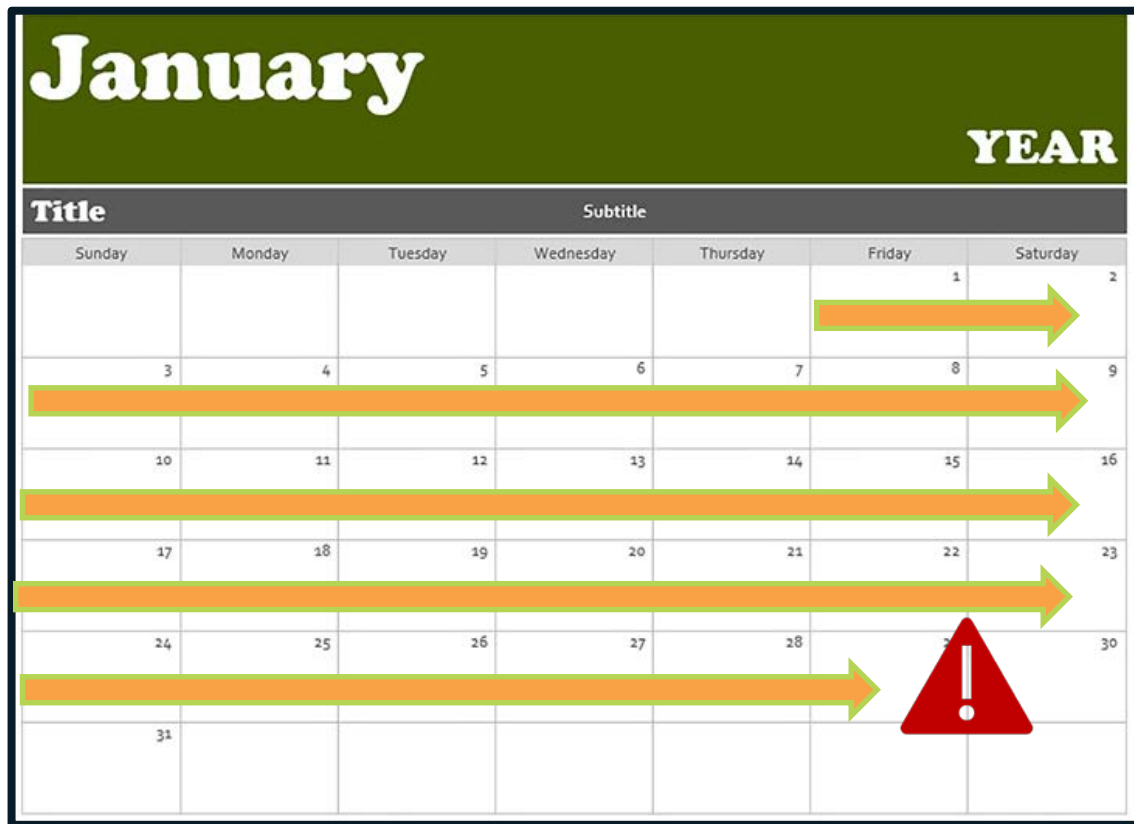 January
YEAR
Title Subtitle
Sunday Monday Tuesday Wednesday Thursday Friday Saturday
1 2
3 4 5 6 7 8 9
10 11 12 13 14 15 16
17 18 19 20 21 22 23
24 25 26 27 28 30
31
!